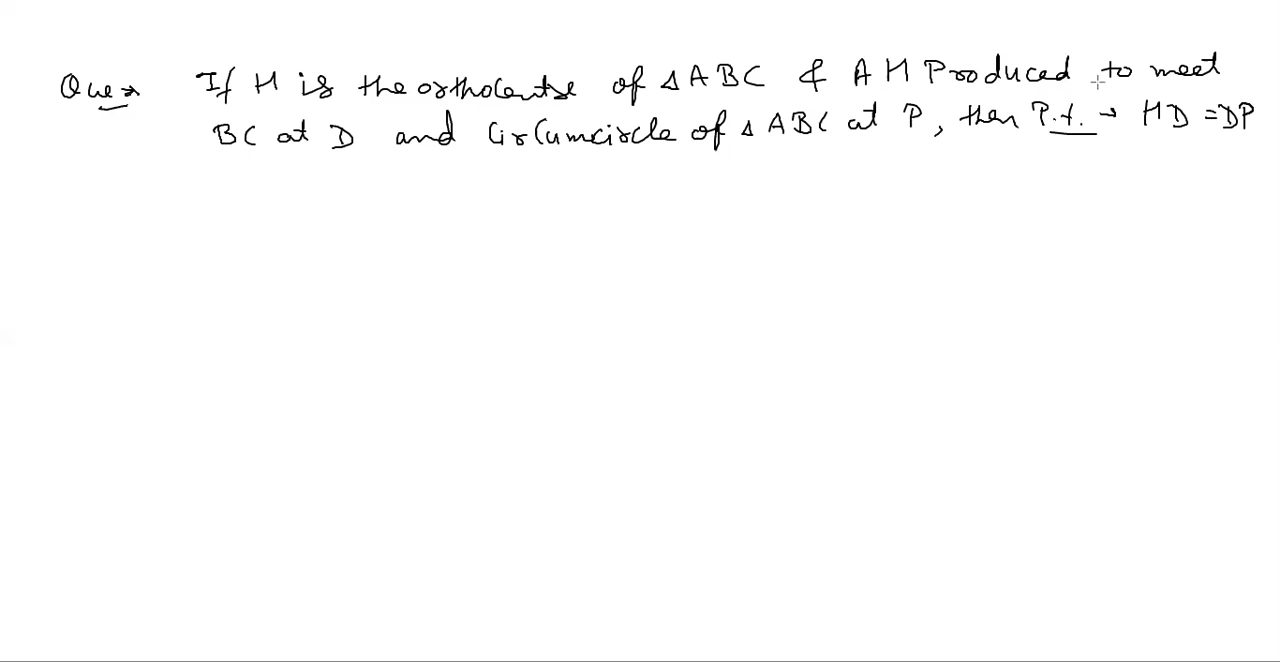 Que → If H is the orthocentre of △ABC & AH Produced to meet
BC at D and Circumcircle of △ABC at P, then P.t. → HD = DP